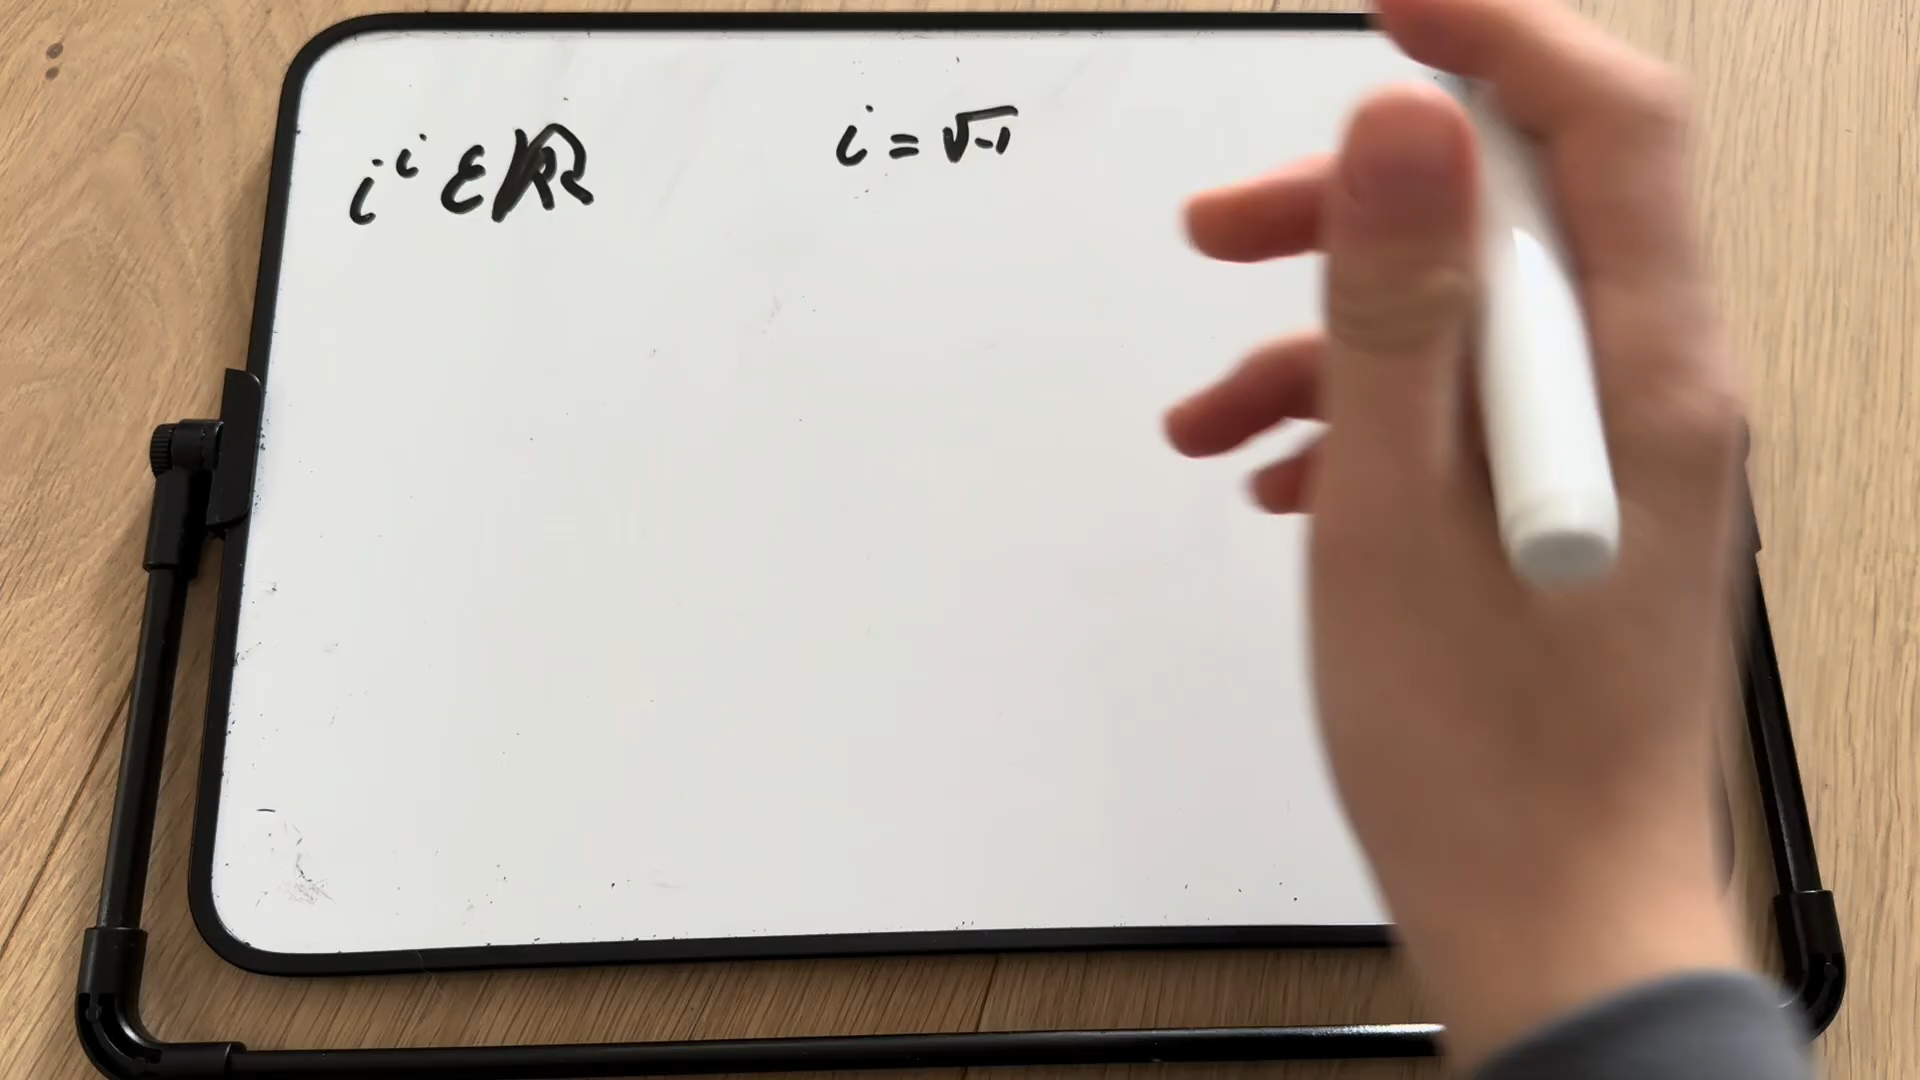 i^i ∈ ℝ
i = √-1